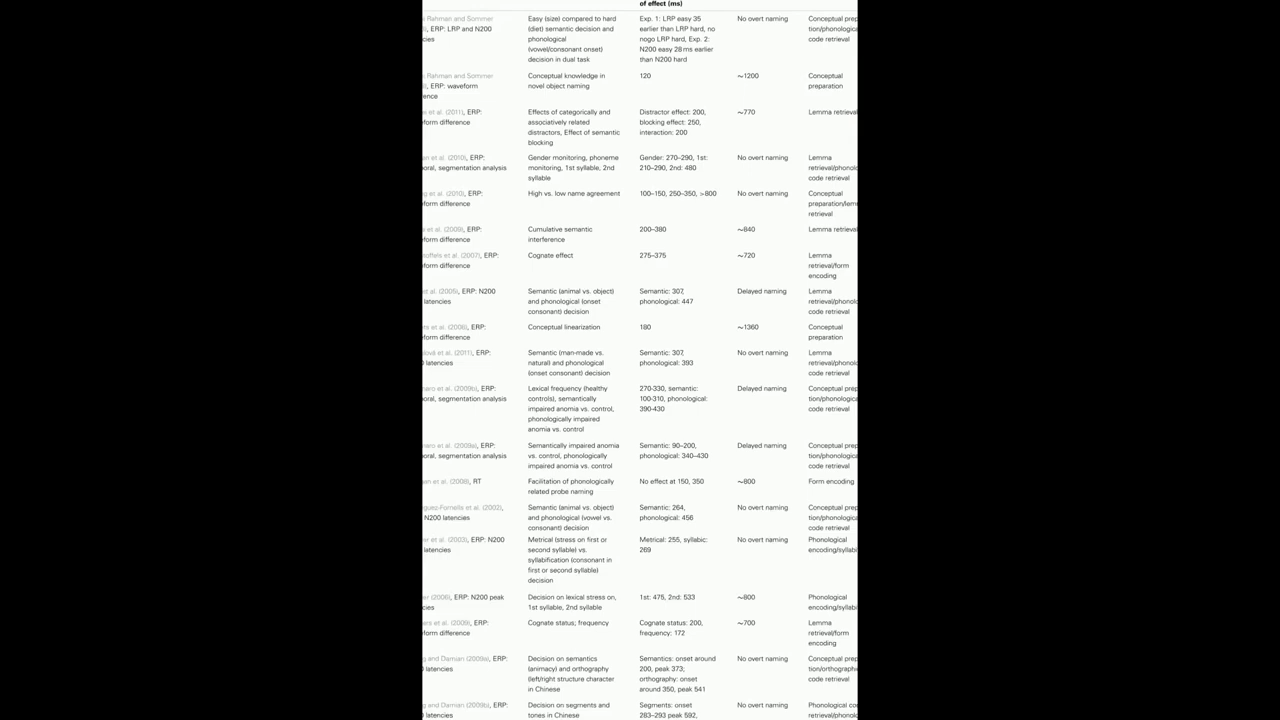 of effect (ms)
Rahman and Sommer Easy (size) compared to hard Exp. 1: LRP easy 35 No overt naming Conceptual
ERP: LRP and N200 (diet) semantic decision and earlier than LRP hard, no
phonological nogo LRP hard, Exp. 2: code retrieval
(vowel/consonant onset) N200 easy 28 ms earlier
decision in dual task than N200 hard
Rahman and Sommer Conceptual knowledge in 120 ~1200 Conceptual
ERP: waveform novel object naming preparation
et al. (2011), ERP: Effects of categorically and Distractor effect: 200, ~770 Lemma retrieval
difference associatively related blocking effect: 250,
distractors, Effect of semantic interaction: 200
blocking
et al. (2010), ERP: Gender monitoring, phoneme Gender: 270–290, 1st: No overt naming Lemma
segmentation analysis monitoring, 1st syllable, 2nd 210–290, 2nd: 480
syllable code retrieval
et al. (2010), ERP: High vs. low name agreement 100–150, 250–350, >800 No overt naming Conceptual
difference
retrieval
et al. (2009), ERP: Cumulative semantic 200–380 ~840 Lemma retrieval
difference interference
et al. (2007), ERP: Cognate effect 275–375 ~720 Lemma
difference retrieval/form
encoding
et al. (2005), ERP: N200 Semantic (animal vs. object) Semantic: 307, Delayed naming Lemma
latencies and phonological (onset phonological: 447
consonant) decision code retrieval
et al. (2006), ERP: Conceptual linearization 180 ~1360 Conceptual
difference preparation
et al. (2011), ERP: Semantic (man-made vs. Semantic: 307, No overt naming Lemma
latencies natural) and phonological phonological: 393
(onset consonant) decision code retrieval
et al. (2009b), ERP: Lexical frequency (healthy 270-330, semantic: Delayed naming Conceptual
segmentation analysis controls), semantically 100-310, phonological:
impaired anomia vs. control, 390-430 code retrieval
phonologically impaired
anomia vs. control
et al. (2009a), ERP: Semantically impaired anomia Semantic: 90–200, Delayed naming Conceptual
segmentation analysis vs. control, phonologically phonological: 340–430
impaired anomia vs. control code retrieval
et al. (2008), RT Facilitation of phonologically No effect at 150, 350 ~800 Form encoding
related probe naming
et al. (2002), Semantic (animal vs. object) Semantic: 264, No overt naming Conceptual
N200 latencies and phonological (vowel vs. phonological: 456
consonant) decision code retrieval
et al. (2003), ERP: N200 Metrical (stress on first or Metrical: 255, syllabic: No overt naming Phonological
latencies second syllable) vs. 269
syllabification (consonant in
first or second syllable)
decision
(2006), ERP: N200 peak Decision on lexical stress on, 1st: 475, 2nd: 533 ~800 Phonological
1st syllable, 2nd syllable
et al. (2009), ERP: Cognate status; frequency Cognate status: 200, ~700 Lemma
difference frequency: 172 retrieval/form
encoding
and Damian (2009a), ERP: Decision on semantics Semantics: onset around No overt naming Conceptual
latencies (animacy) and orthography 200, peak 373;
(left/right structure character orthography: onset code retrieval
in Chinese around 350, peak 541
and Damian (2009b), ERP: Decision on segments and Segments: onset No overt naming Phonological
latencies tones in Chinese 283–293 peak 592,